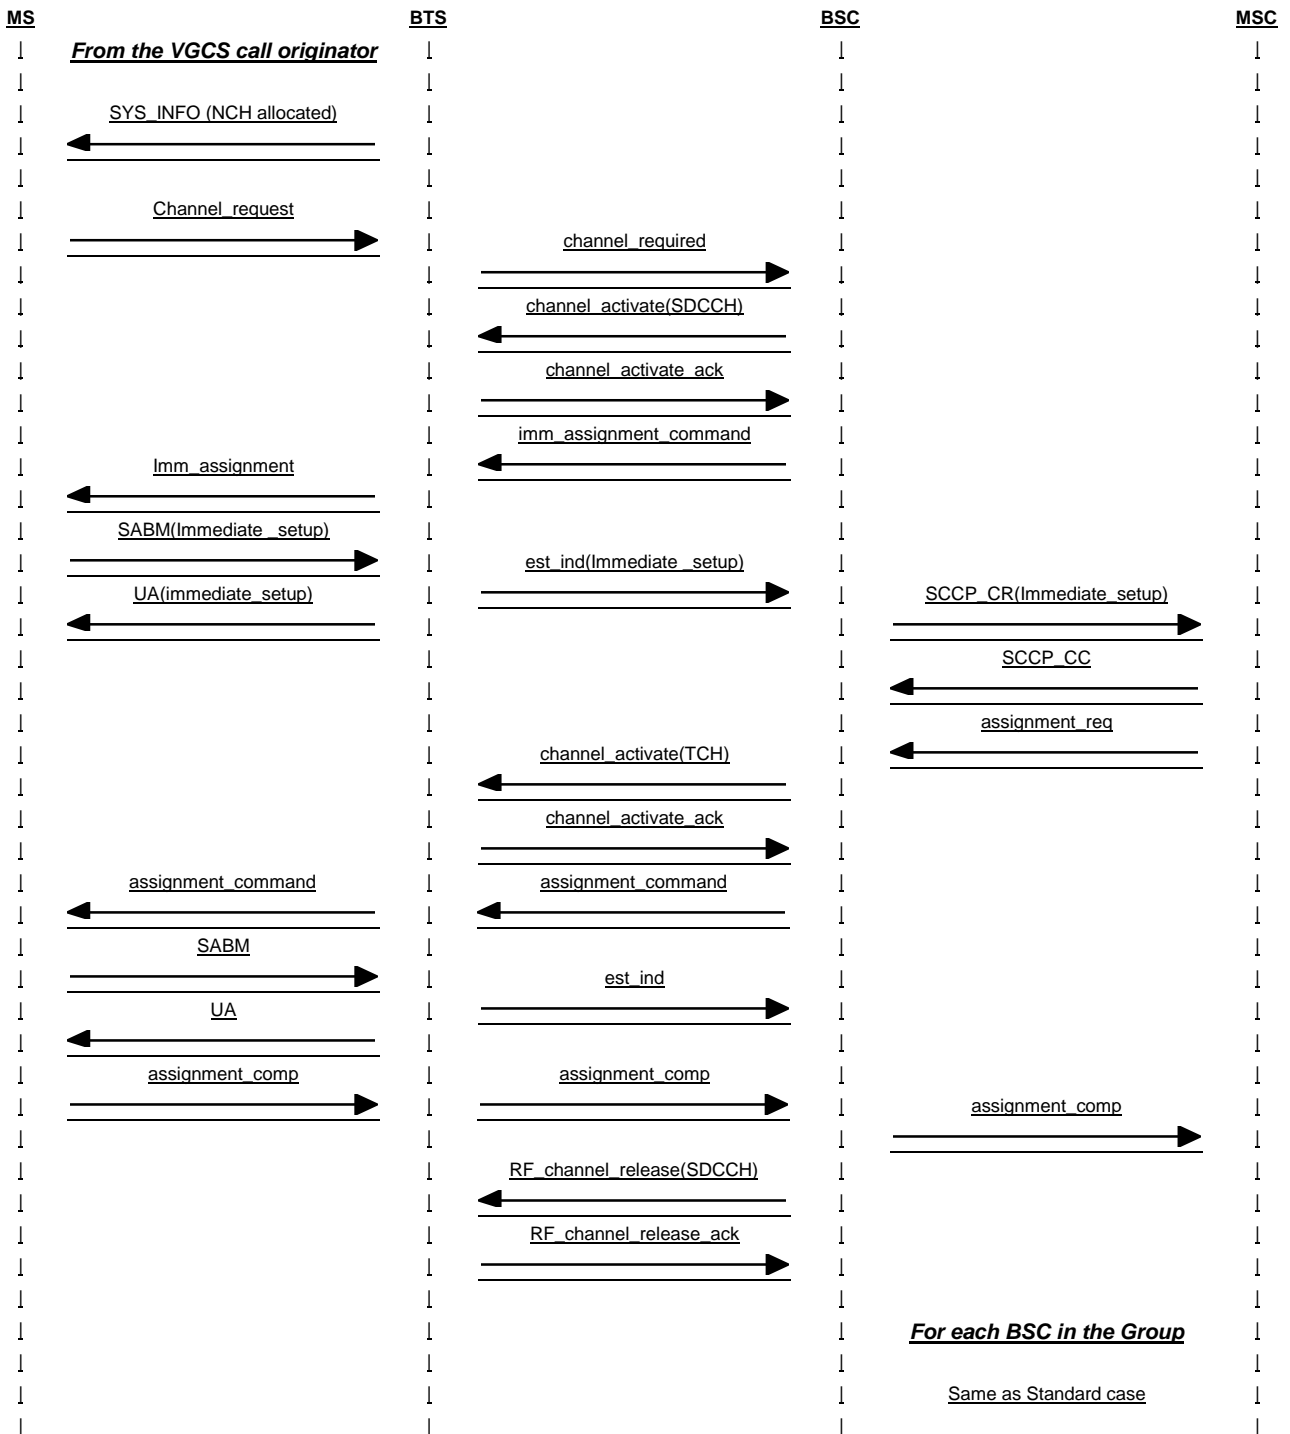 MS BTS BSC MSC
From the VGCS call originator
SYS_INFO (NCH allocated)
Channel_request
channel_required
channel_activate(SDCCH)
channel_activate_ack
imm_assignment_command
Imm_assignment
SABM(Immediate _setup)
est_ind(Immediate _setup)
UA(immediate_setup)
SCCP_CR(Immediate_setup)
SCCP_CC
assignment_req
channel_activate(TCH)
channel_activate_ack
assignment_command assignment_command
SABM
est_ind
UA
assignment_comp assignment_comp
assignment_comp
RF_channel_release(SDCCH)
RF_channel_release_ack
For each BSC in the Group
Same as Standard case